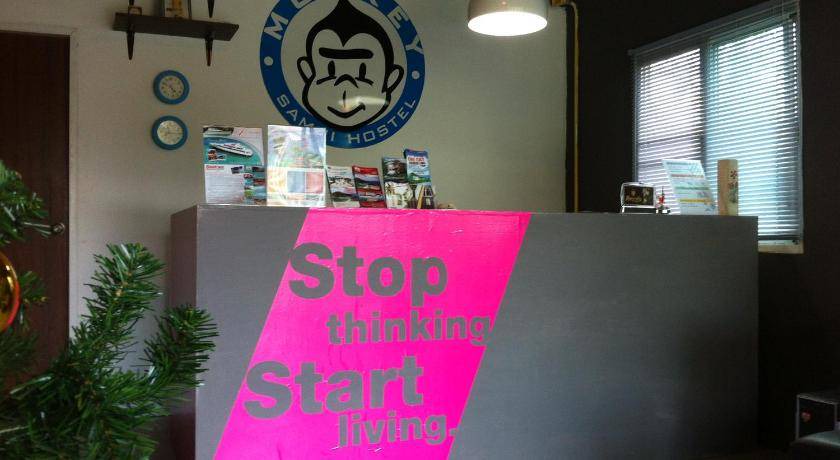 MONKEY
SAMUI HOSTEL
Stop
thinking
Start
living.